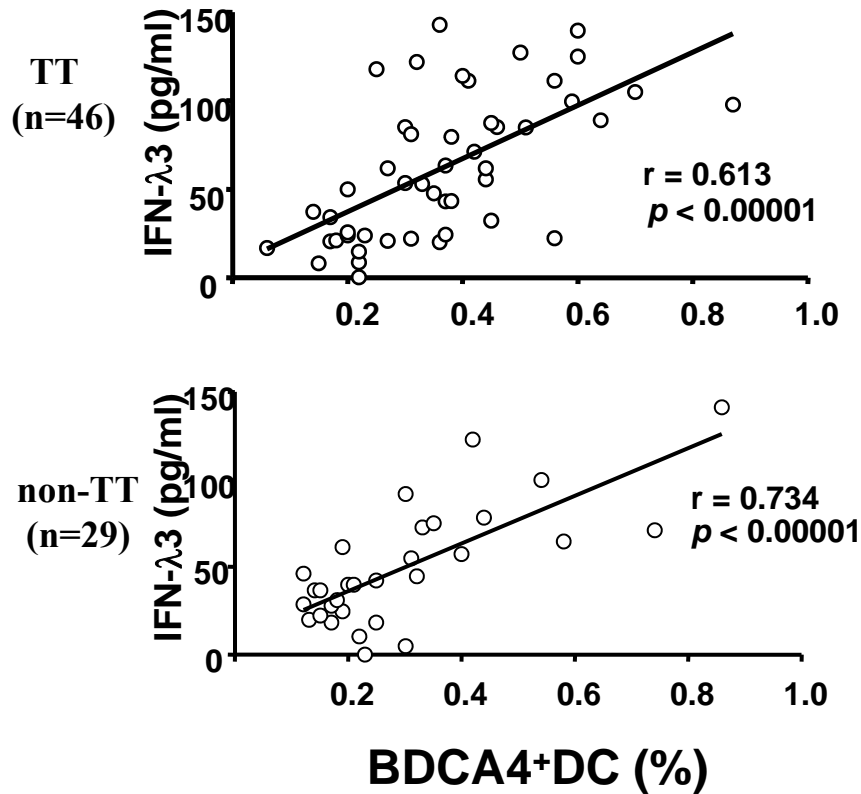 150
100
50
0
IFN-λ3 (pg/ml)
TT
(n=46)
r = 0.613
p < 0.00001
0.2 0.4 0.6 0.8 1.0
150
100
50
0
IFN-λ3 (pg/ml)
non-TT
(n=29)
r = 0.734
p < 0.00001
0.2 0.4 0.6 0.8 1.0
BDCA4⁺DC (%)